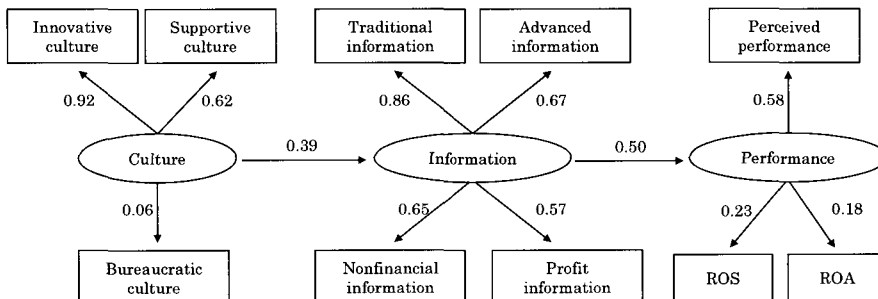 Innovative
culture
Supportive
culture
Traditional
information
Advanced
information
Perceived
performance
0.92
0.62
0.86
0.67
0.58
Culture
0.39
Information
0.50
Performance
0.06
0.65
0.57
0.23
0.18
Bureaucratic
culture
Nonfinancial
information
Profit
information
ROS
ROA